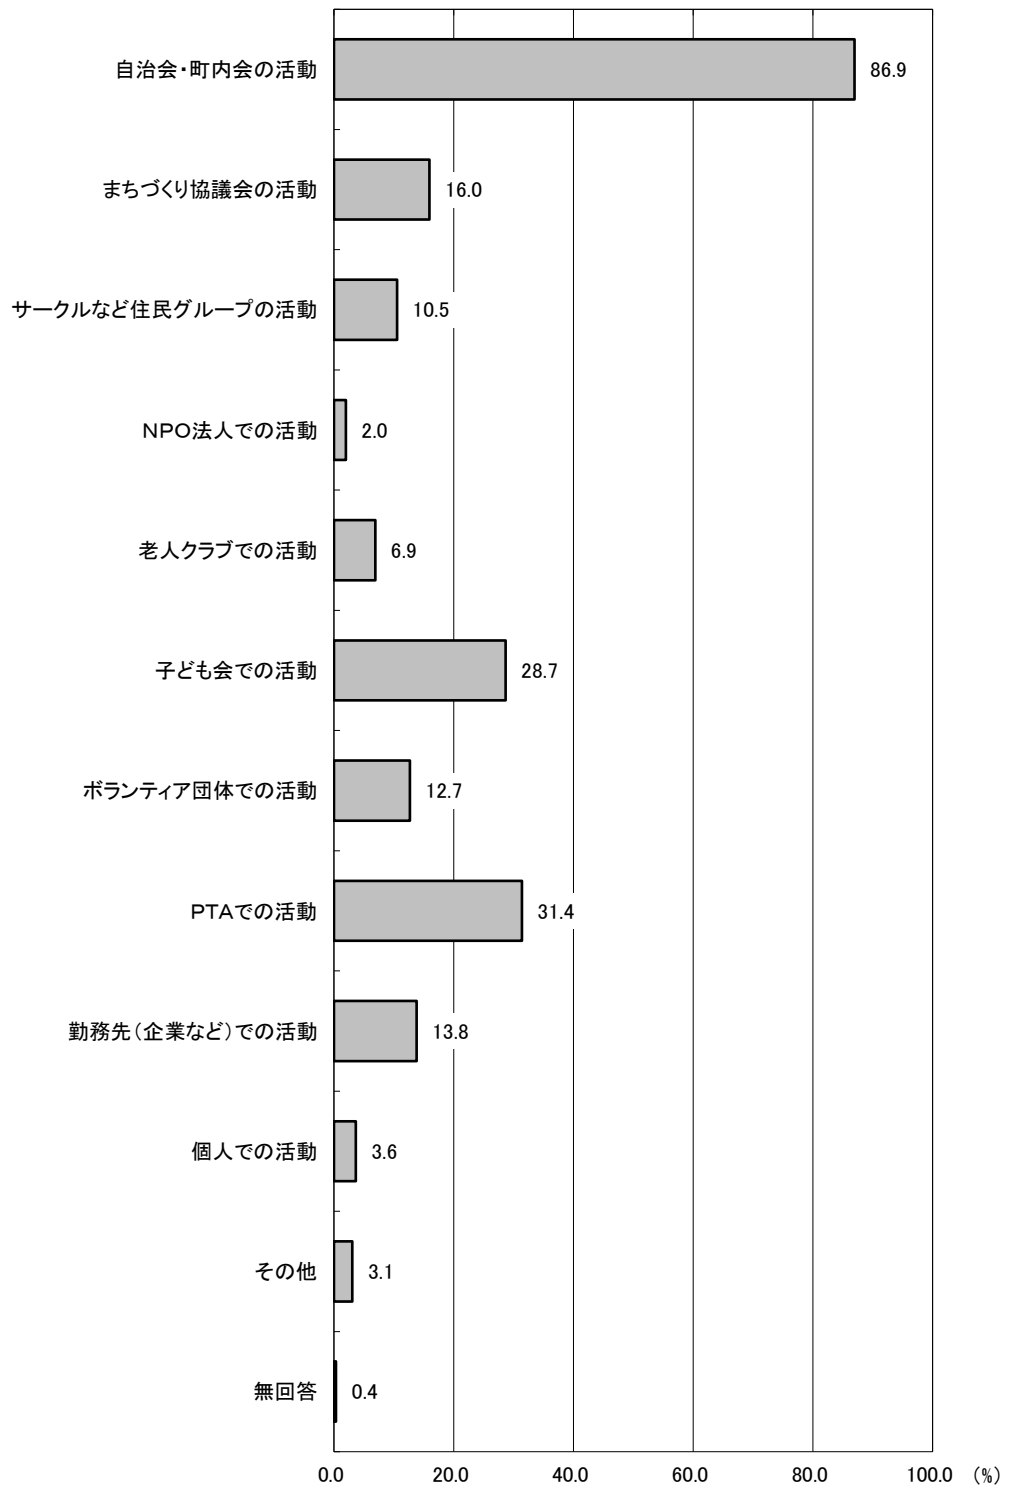 自治会・町内会の活動 86.9
まちづくり協議会の活動 16.0
サークルなど住民グループの活動 10.5
NPO法人での活動 2.0
老人クラブでの活動 6.9
子ども会での活動 28.7
ボランティア団体での活動 12.7
PTAでの活動 31.4
勤務先(企業など)での活動 13.8
個人での活動 3.6
その他 3.1
無回答 0.4
0.0 20.0 40.0 60.0 80.0 100.0 (%)